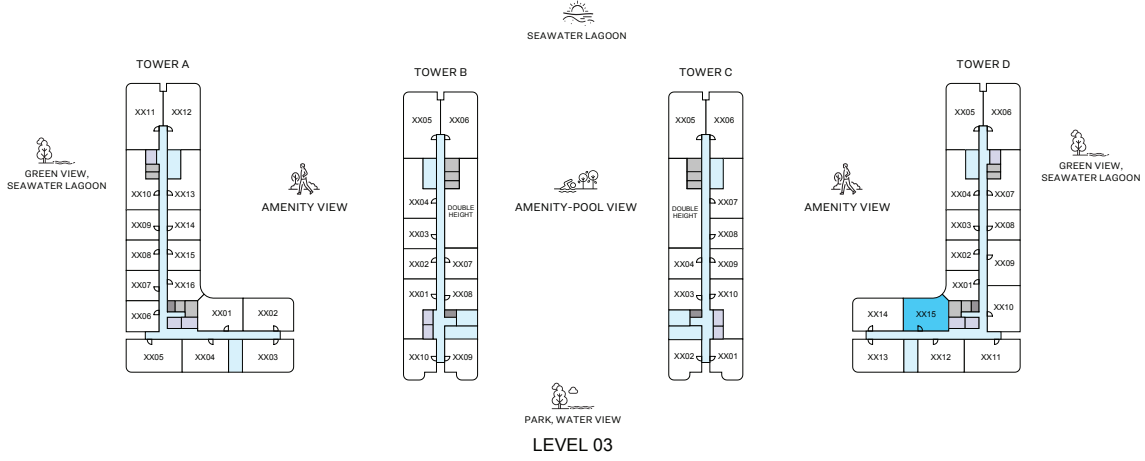 SEAWATER LAGOON
TOWER A
TOWER B
TOWER C
TOWER D
GREEN VIEW,
SEAWATER LAGOON
AMENITY VIEW
AMENITY-POOL VIEW
AMENITY VIEW
GREEN VIEW,
SEAWATER LAGOON
XX11 XX12
XX10 XX13
XX09 XX14
XX08 XX15
XX07 XX16
XX06 XX01 XX02
XX05 XX04 XX03
XX05 XX06
XX04 DOUBLE
HEIGHT
XX03
XX02 XX07
XX01 XX08
XX10 XX09
XX05 XX06
DOUBLE
HEIGHT
XX07
XX08
XX04 XX09
XX03 XX10
XX02 XX01
XX05 XX06
XX04 XX07
XX03 XX08
XX02 XX09
XX01
XX10
XX14 XX15
XX13 XX12 XX11
PARK, WATER VIEW
LEVEL 03